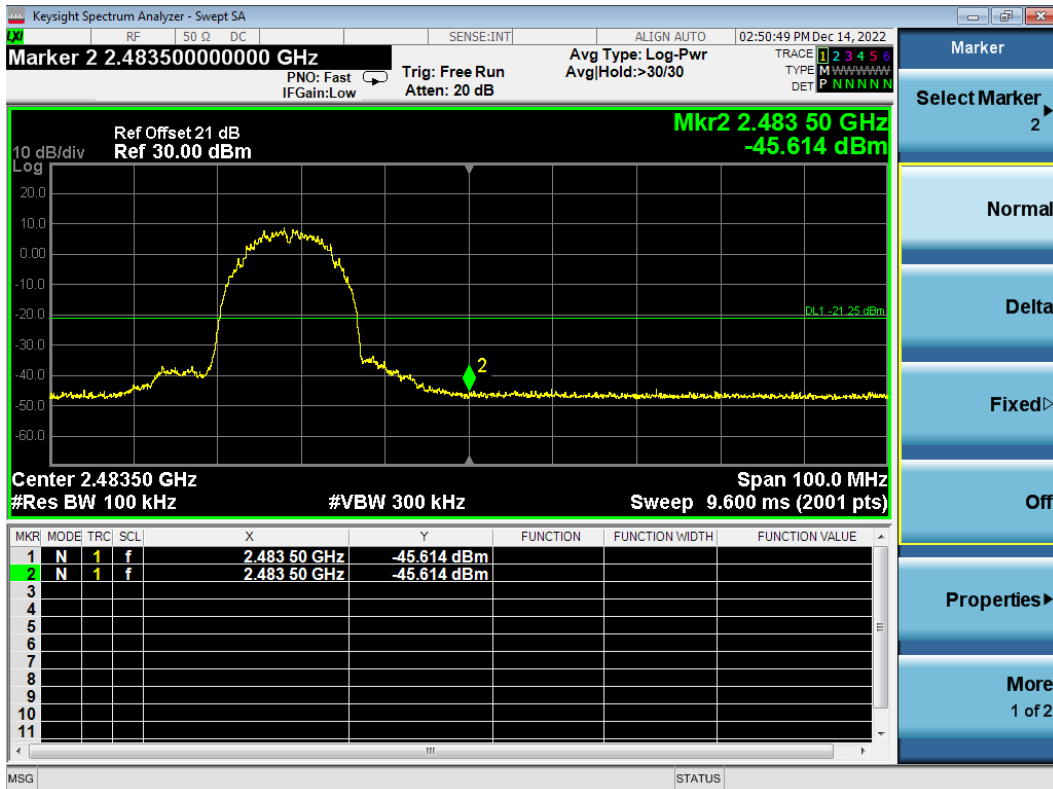 Keysight Spectrum Analyzer - Swept SA
LXI RF 50 Ω DC SENSE:INT ALIGN AUTO 02:50:49 PM Dec 14, 2022
Marker 2 2.483500000000 GHz
PNO: Fast
IFGain:Low
Trig: Free Run
Atten: 20 dB
Avg Type: Log-Pwr
Avg|Hold:>30/30
TRACE 1 2 3 4 5 6
TYPE M W W W W W
DET P N N N N N
Ref Offset 21 dB
10 dB/div Ref 30.00 dBm
Log
Mkr2 2.483 50 GHz
-45.614 dBm
20.0
10.0
0.00
-10.0
-20.0
DL1 -21.25 dBm
-30.0
-40.0
2
-50.0
-60.0
Center 2.48350 GHz Span 100.0 MHz
#Res BW 100 kHz #VBW 300 kHz Sweep 9.600 ms (2001 pts)
MKR MODE TRC SCL X Y FUNCTION FUNCTION WIDTH FUNCTION VALUE
1 N 1 f 2.483 50 GHz -45.614 dBm
2 N 1 f 2.483 50 GHz -45.614 dBm
3
4
5
6
7
8
9
10
11
MSG STATUS
Marker
Select Marker
2
Normal
Delta
Fixed
Off
Properties
More
1 of 2